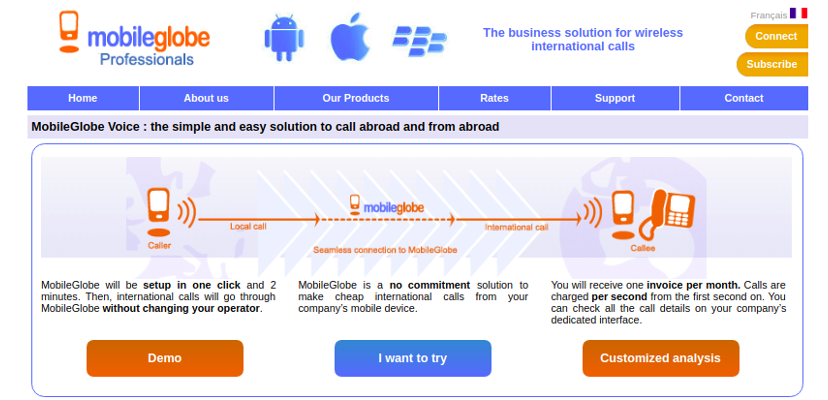 Français
mobileglobe
Professionals
The business solution for wireless
international calls
Connect
Subscribe
Home
About us
Our Products
Rates
Support
Contact
MobileGlobe Voice : the simple and easy solution to call abroad and from abroad
mobileglobe
Local call
International call
Caller
Seamless connection to MobileGlobe
Callee
MobileGlobe will be setup in one click and 2
minutes. Then, international calls will go through
MobileGlobe without changing your operator.
MobileGlobe is a no commitment solution to
make cheap international calls from your
company's mobile device.
You will receive one invoice per month. Calls are
charged per second from the first second on. You
can check all the call details on your company's
dedicated interface.
Demo
I want to try
Customized analysis